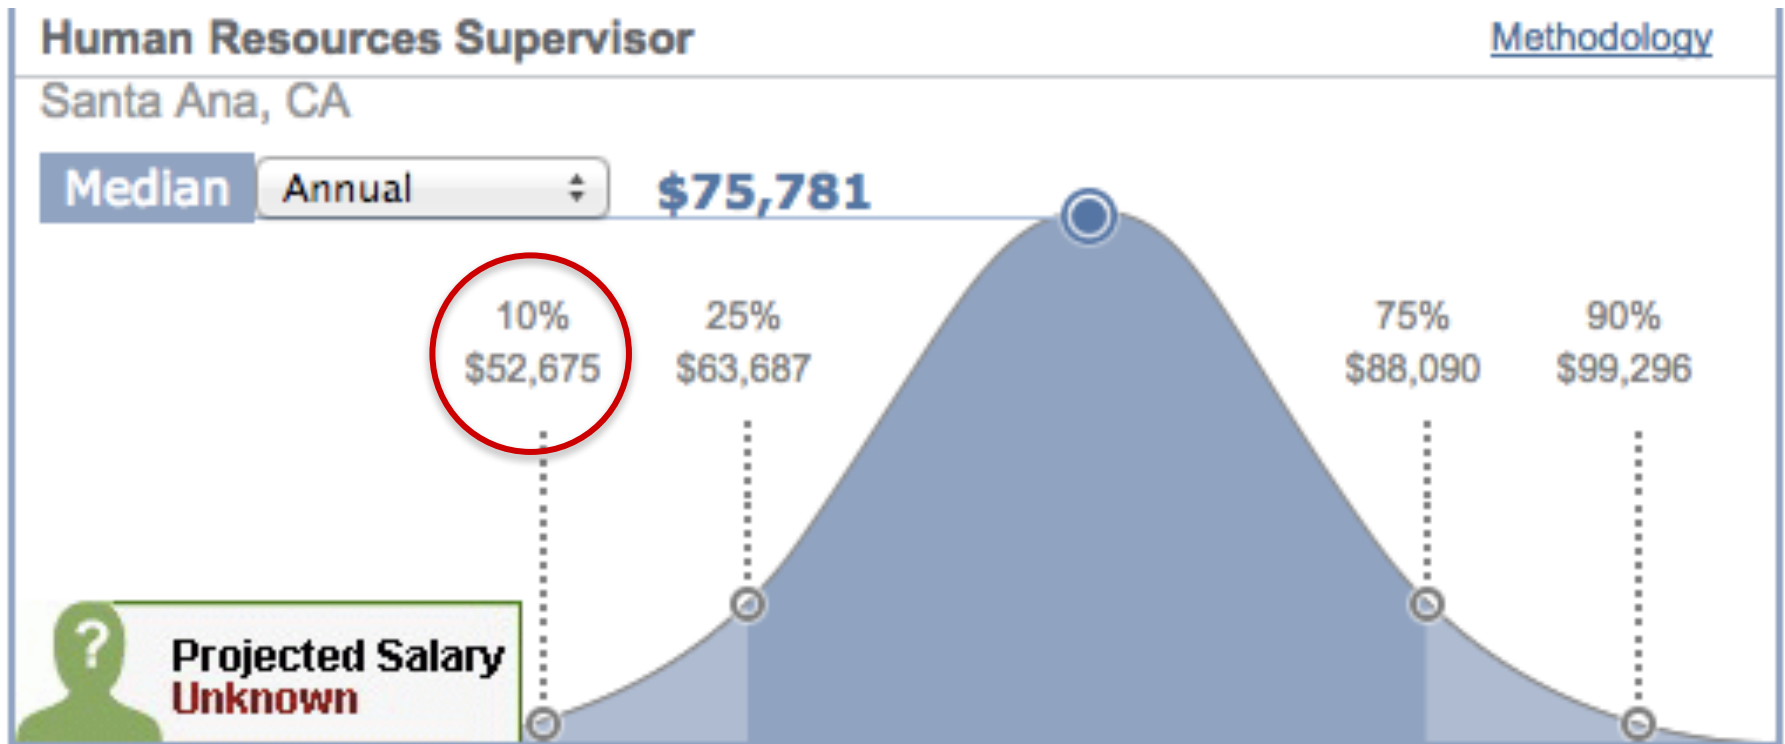 Human Resources Supervisor
Methodology
Santa Ana, CA
Median Annual $75,781
10% 25% 75% 90%
$52,675 $63,687 $88,090 $99,296
?
Projected Salary
Unknown